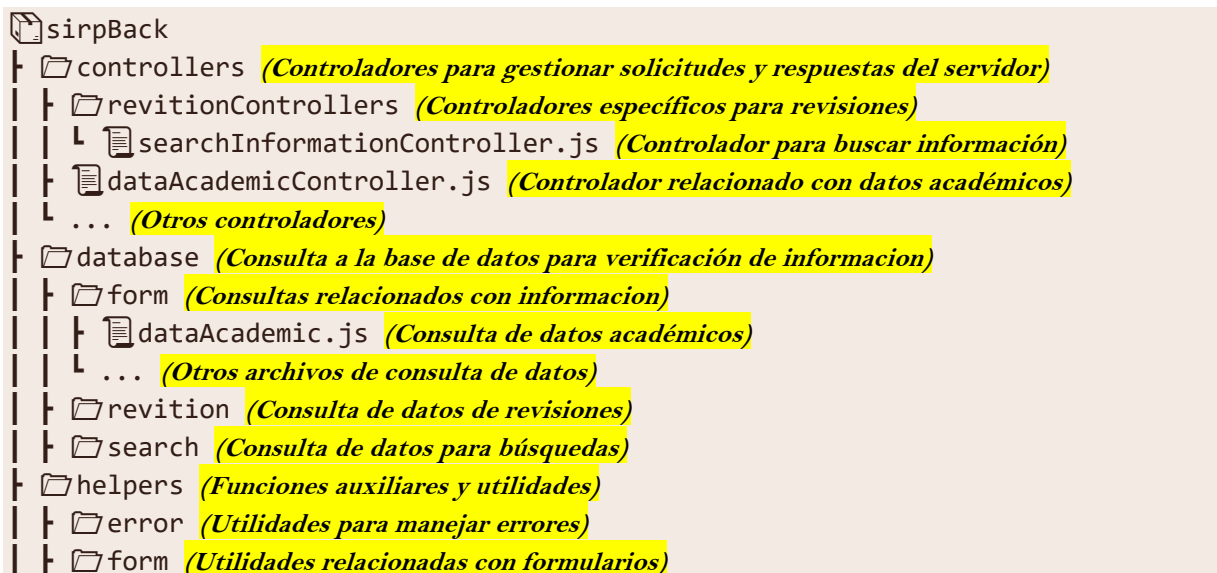 📦sirpBack
┣ 📂controllers (Controladores para gestionar solicitudes y respuestas del servidor)
┃ ┣ 📂revitionControllers (Controladores específicos para revisiones)
┃ ┃ ┗ 📜searchInformationController.js (Controlador para buscar información)
┃ ┣ 📜dataAcademicController.js (Controlador relacionado con datos académicos)
┃ ┗ ... (Otros controladores)
┣ 📂database (Consulta a la base de datos para verificación de informacion)
┃ ┣ 📂form (Consultas relacionados con informacion)
┃ ┃ ┣ 📜dataAcademic.js (Consulta de datos académicos)
┃ ┃ ┗ ... (Otros archivos de consulta de datos)
┃ ┣ 📂revition (Consulta de datos de revisiones)
┃ ┣ 📂search (Consulta de datos para búsquedas)
┣ 📂helpers (Funciones auxiliares y utilidades)
┃ ┣ 📂error (Utilidades para manejar errores)
┃ ┣ 📂form (Utilidades relacionadas con formularios)